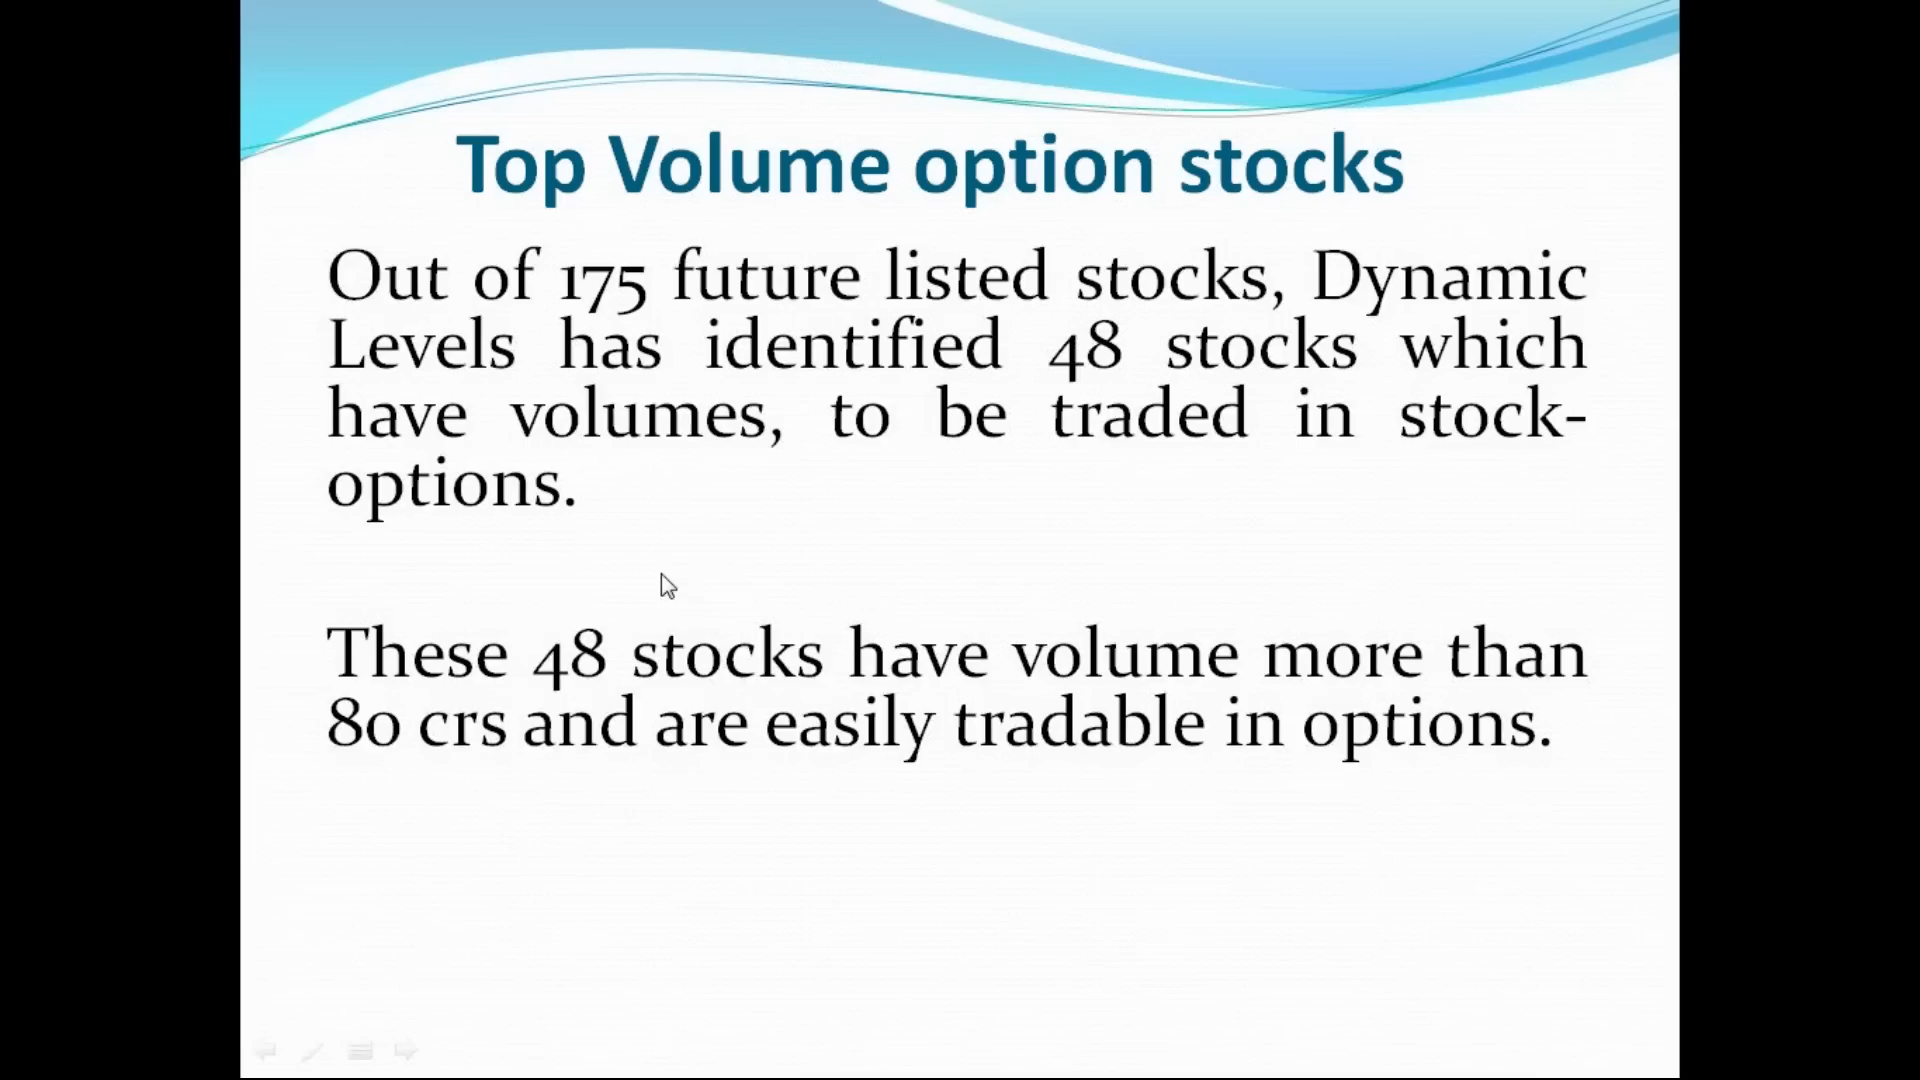 Top Volume option stocks
Out of 175 future listed stocks, Dynamic
Levels has identified 48 stocks which
have volumes, to be traded in stock-
options.
These 48 stocks have volume more than
80 crs and are easily tradable in options.